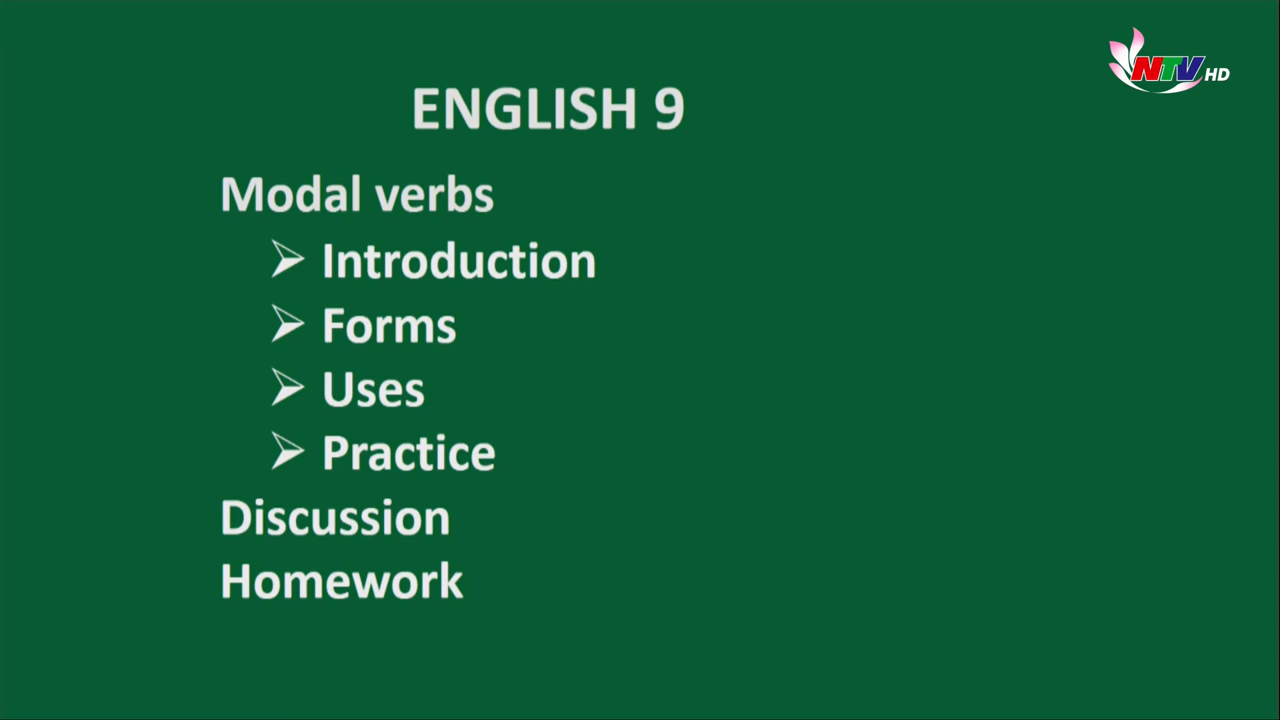 NTV HD
ENGLISH 9
Modal verbs
➢ Introduction
➢ Forms
➢ Uses
➢ Practice
Discussion
Homework